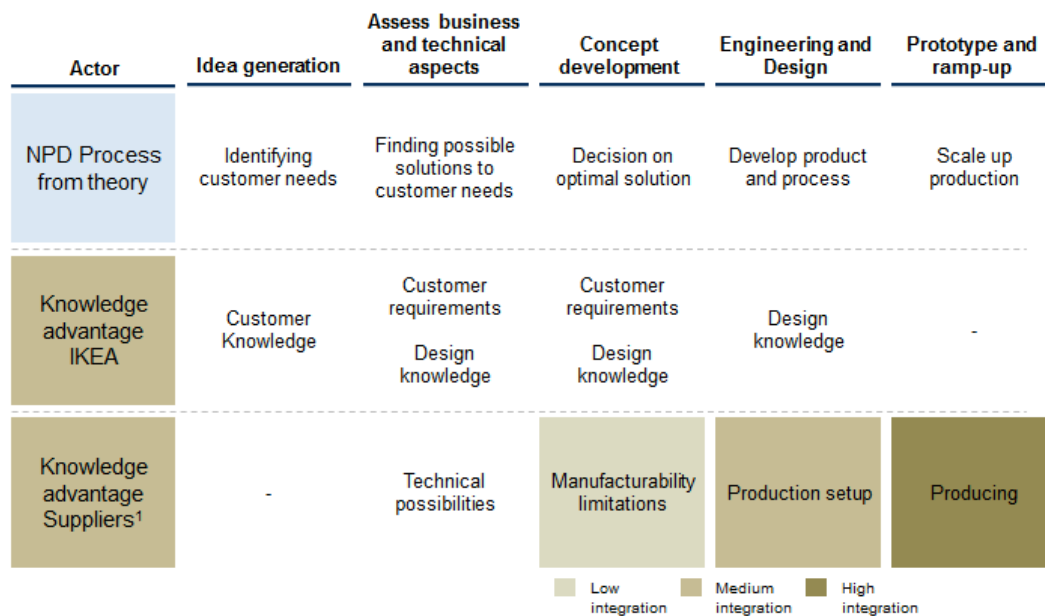 Actor
Idea generation
Assess business
and technical
aspects
Concept
development
Engineering and
Design
Prototype and
ramp-up
NPD Process
from theory
Identifying
customer needs
Finding possible
solutions to
customer needs
Decision on
optimal solution
Develop product
and process
Scale up
production
Knowledge
advantage
IKEA
Customer
Knowledge
Customer
requirements
Design
knowledge
Customer
requirements
Design
knowledge
Design
knowledge
-
Knowledge
advantage
Suppliers¹
-
Technical
possibilities
Manufacturability
limitations
Production setup
Producing
Low
integration
Medium
integration
High
integration